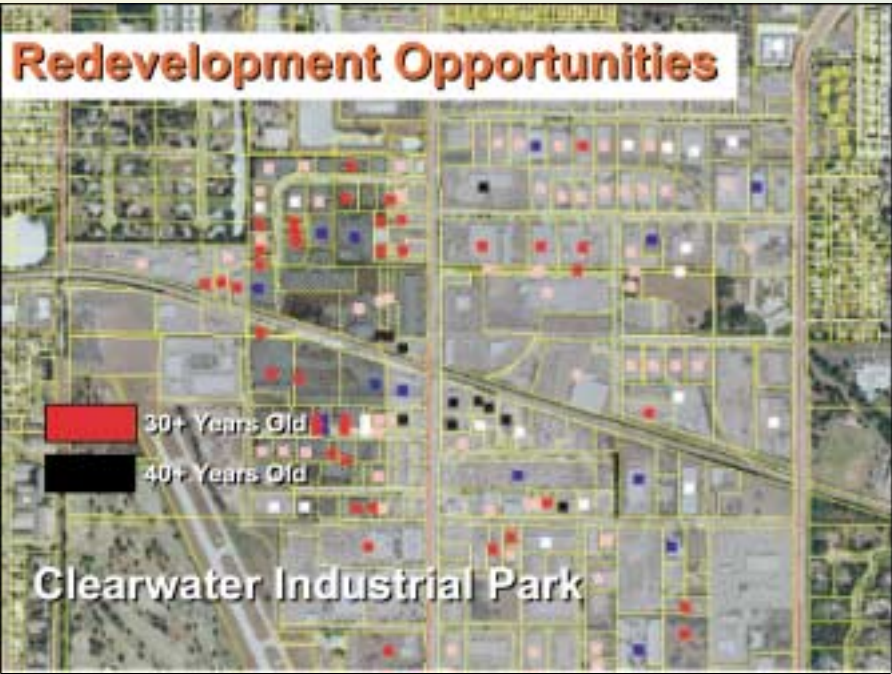 Redevelopment Opportunities
30+ Years Old
40+ Years Old
Clearwater Industrial Park